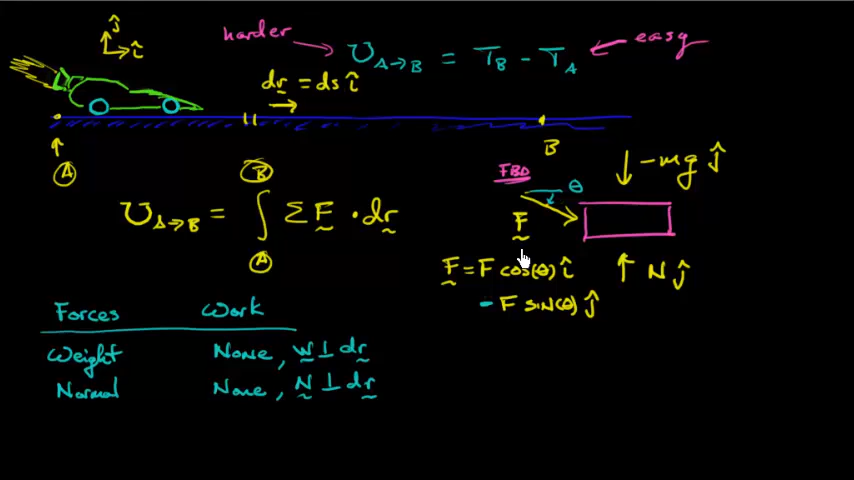 ĵ
î
harder
U_A→B = T_B - T_A
easy
dr = ds î
A
B
U_A→B = ∫ Σ F · dr
B
A
FBD
θ
-mg ĵ
F
F = F cos(θ) î
- F sin(θ) ĵ
N ĵ
Forces Work
Weight None, W ⊥ dr
Normal None, N ⊥ dr